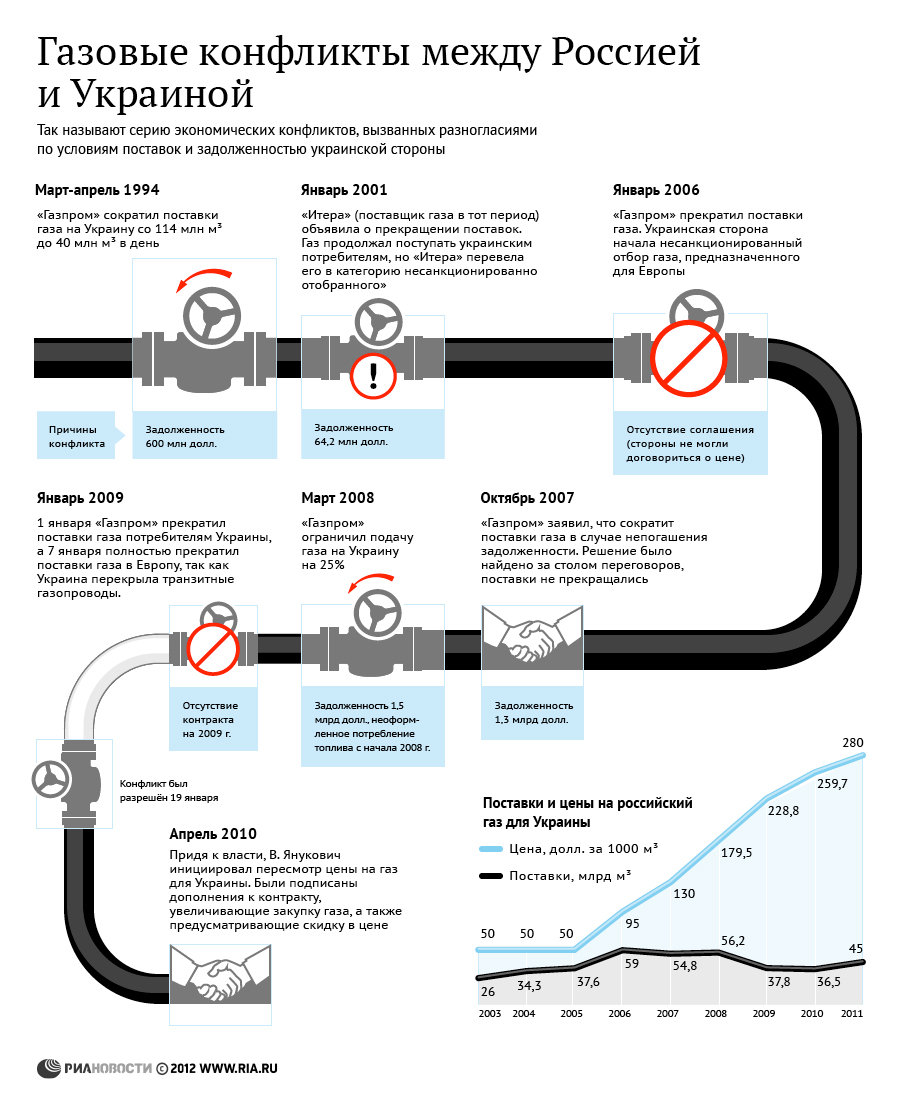 Газовые конфликты между Россией
и Украиной
Так называют серию экономических конфликтов, вызванных разногласиями
по условиям поставок и задолженностью украинской стороны
Март-апрель 1994
«Газпром» сократил поставки
газа на Украину со 114 млн м³
до 40 млн м³ в день
Причины
конфликта
Задолженность
600 млн долл.
Январь 2001
«Итера» (поставщик газа в тот период)
объявила о прекращении поставок.
Газ продолжал поступать украинским
потребителям, но «Итера» перевела
его в категорию несанкционированно
отобранного»
!
Задолженность
64,2 млн долл.
Январь 2006
«Газпром» прекратил поставки
газа. Украинская сторона
начала несанкционированный
отбор газа, предназначенного
для Европы
Отсутствие соглашения
(стороны не могли
договориться о цене)
Январь 2009
1 января «Газпром» прекратил
поставки газа потребителям Украины,
а 7 января полностью прекратил
поставки газа в Европу, так как
Украина перекрыла транзитные
газопроводы.
Отсутствие
контракта
на 2009 г.
Конфликт был
разрешён 19 января
Март 2008
«Газпром»
ограничил подачу
газа на Украину
на 25%
Задолженность 1,5
млрд долл., неоформ-
ленное потребление
топлива с начала 2008 г.
Октябрь 2007
«Газпром» заявил, что сократит
поставки газа в случае непогашения
задолженности. Решение было
найдено за столом переговоров,
поставки не прекращались
Задолженность
1,3 млрд долл.
Апрель 2010
Придя к власти, В. Янукович
инициировал пересмотр цены на газ
для Украины. Были подписаны
дополнения к контракту,
увеличивающие закупку газа, а также
предусматривающие скидку в цене
Поставки и цены на российский
газ для Украины
Цена, долл. за 1000 м³
Поставки, млрд м³
50 50 50 95 130 179,5 228,8 259,7 280
26 34,3 37,6 59 54,8 56,2 37,8 36,5 45
2003 2004 2005 2006 2007 2008 2009 2010 2011
РИАНОВОСТИ © 2012 WWW.RIA.RU